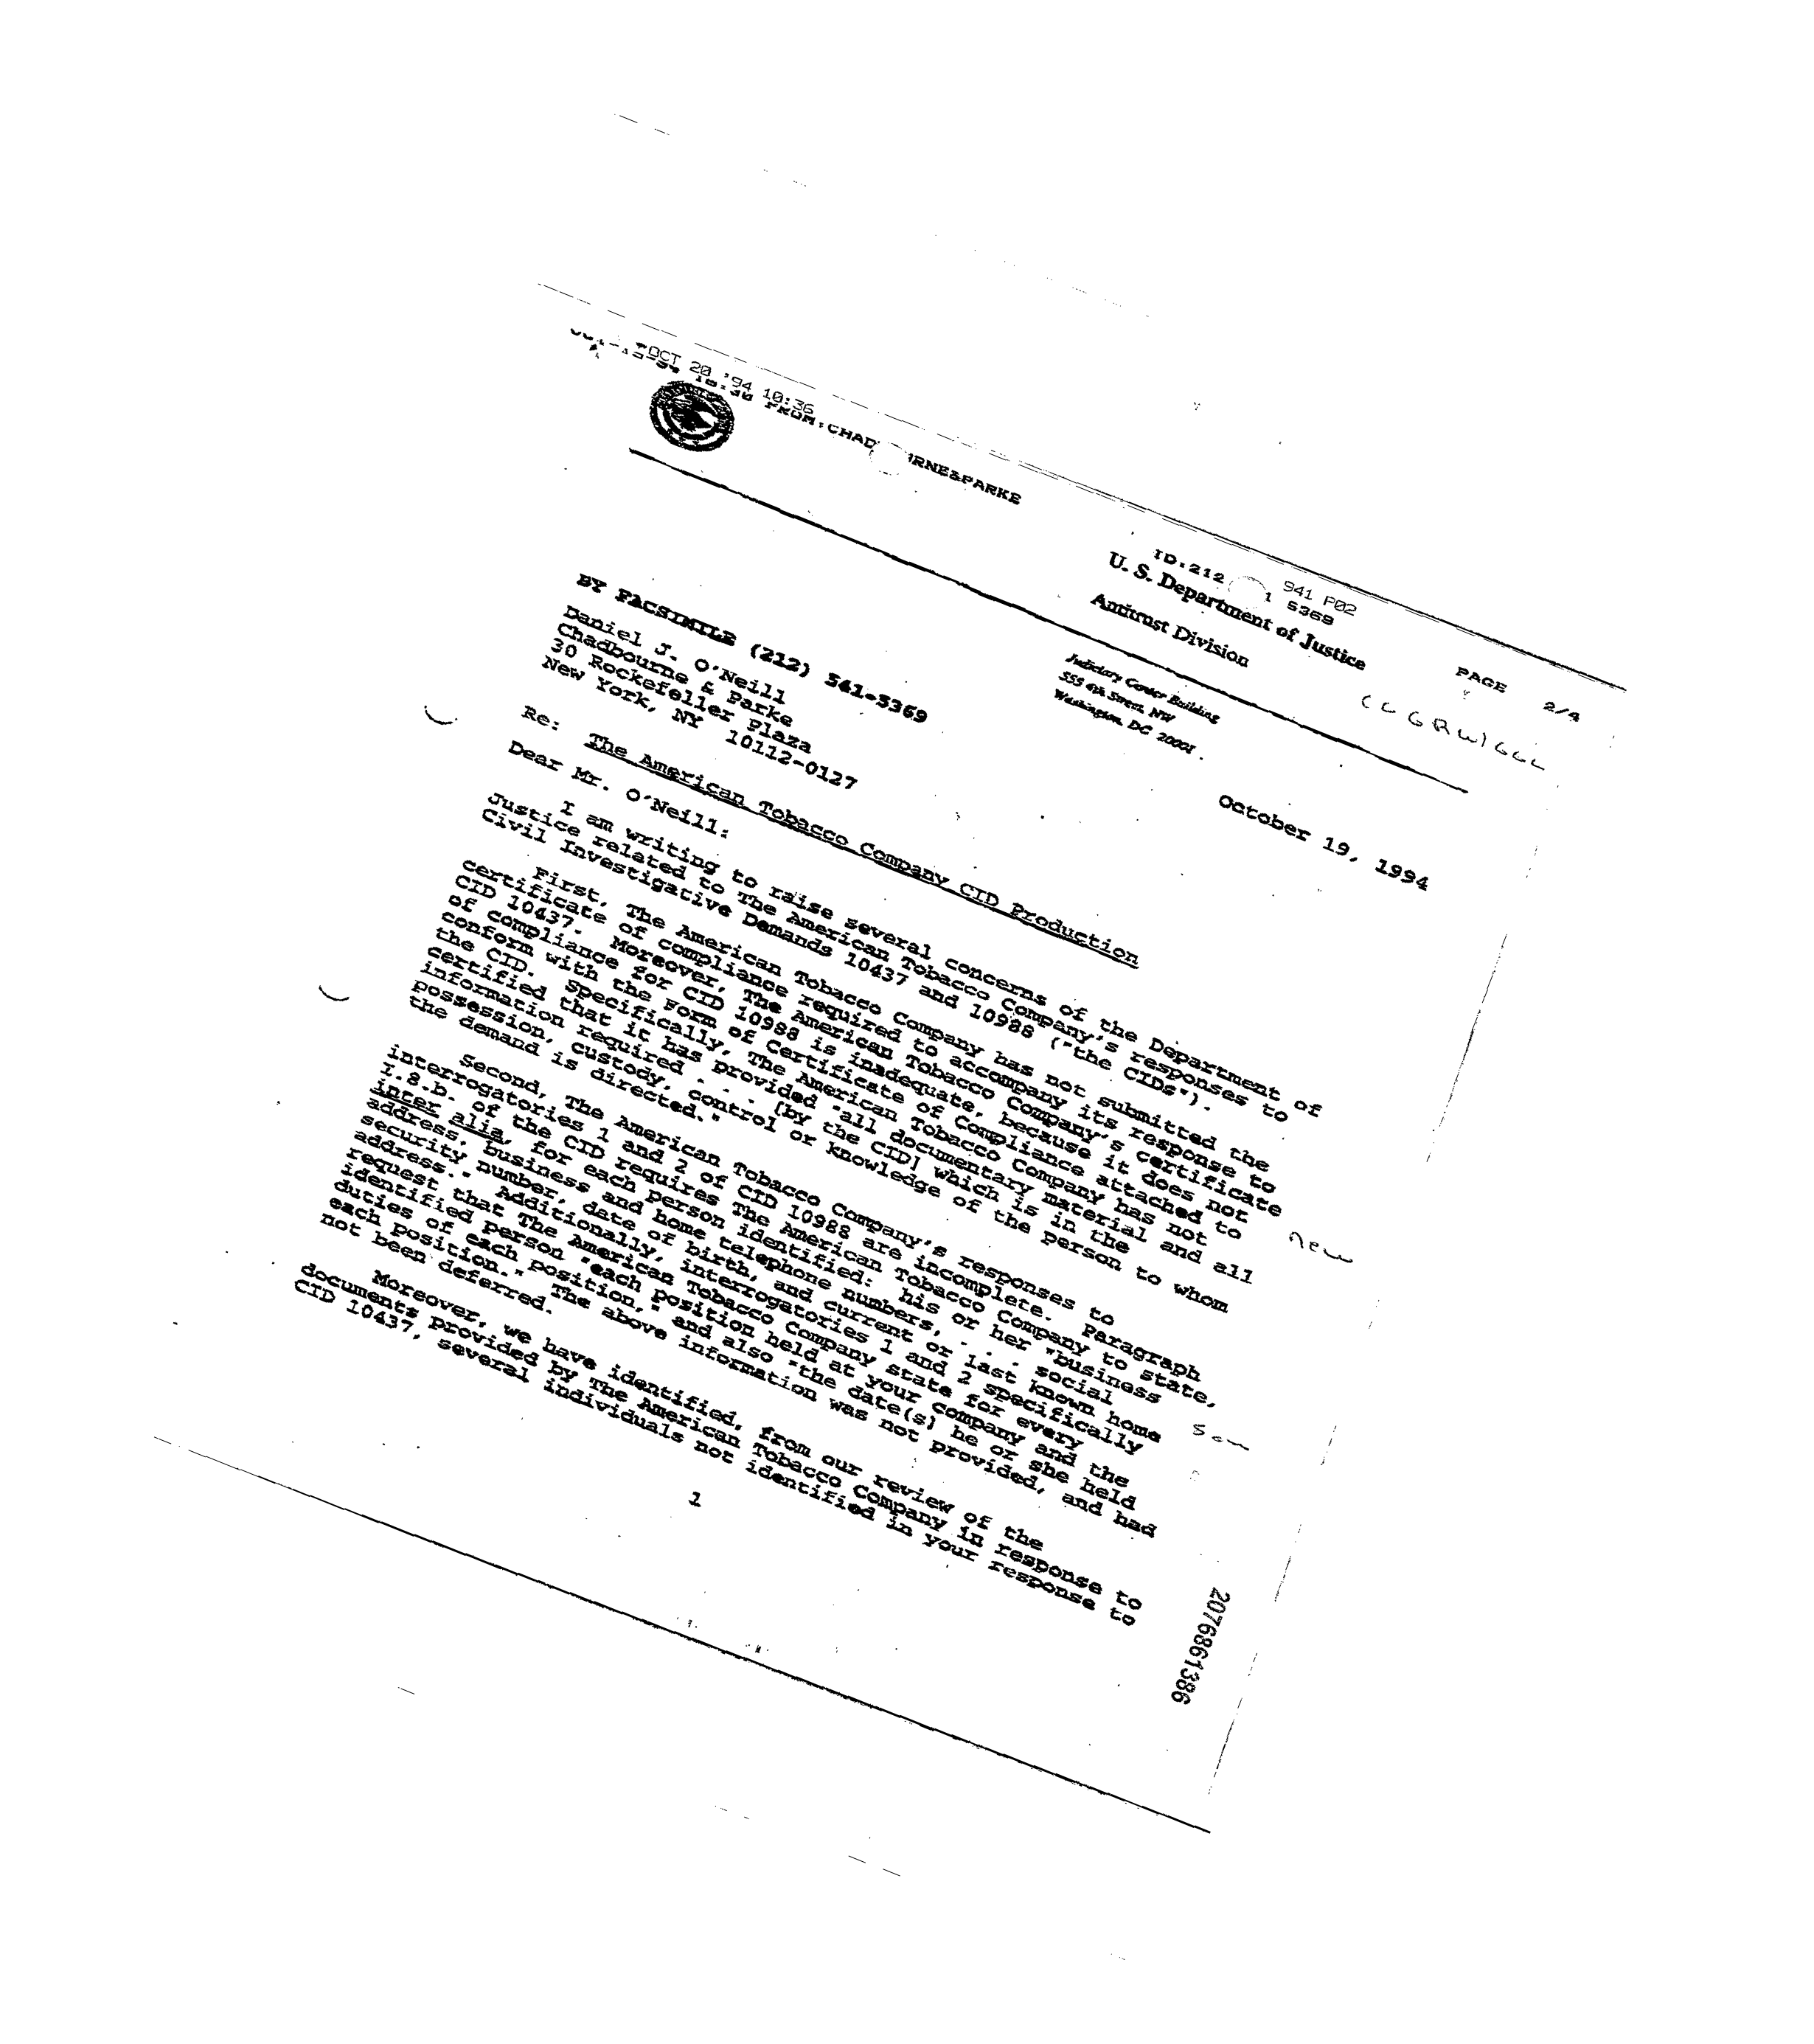 OCT 20 '94 10:36
FROM:CHAD RNE&PARKE
ID:212 5369
941 P02
PAGE 2/4
U. S. Department of Justice
Antitrust Division
Judiciary Center Building
555 4th Street, NW
Washington, DC 20001
October 19, 1994
BY FACSIMILE (212) 541-5369
Daniel J. O'Neill
Chadbourne & Parke
30 Rockefeller Plaza
New York, NY 10112-0127
Re: The American Tobacco Company CID Production
Dear Mr. O'Neill:
I am writing to raise several concerns of the Department of
Justice related to The American Tobacco Company's responses to
Civil Investigative Demands 10437 and 10988 ("the CIDs").
First, The American Tobacco Company has not submitted the
certificate of compliance required to accompany its response to
CID 10437. Moreover, The American Tobacco Company's certificate
of compliance for CID 10988 is inadequate, because it does not
conform with the Form of Certificate of Compliance attached to
the CID. Specifically, The American Tobacco Company has not
certified that it has provided "all documentary material and all
information required . . . [by the CID] which is in the
possession, custody, control or knowledge of the person to whom
the demand is directed."
new
Second, The American Tobacco Company's responses to
interrogatories 1 and 2 of CID 10988 are incomplete. Paragraph
I.8.b. of the CID requires The American Tobacco Company to state,
inter alia, for each person identified: his or her "business
address, business and home telephone numbers, . . . social
security number, date of birth, and current or last known home
address." Additionally, interrogatories 1 and 2 specifically
request that The American Tobacco Company state for every
identified person "each position held at your company and the
duties of each position," and also "the date(s) he or she held
each position." The above information was not provided, and had
not been deferred.
Moreover, we have identified, from our review of the
documents provided by The American Tobacco Company in response to
CID 10437, several individuals not identified in your response to
1
2076861386